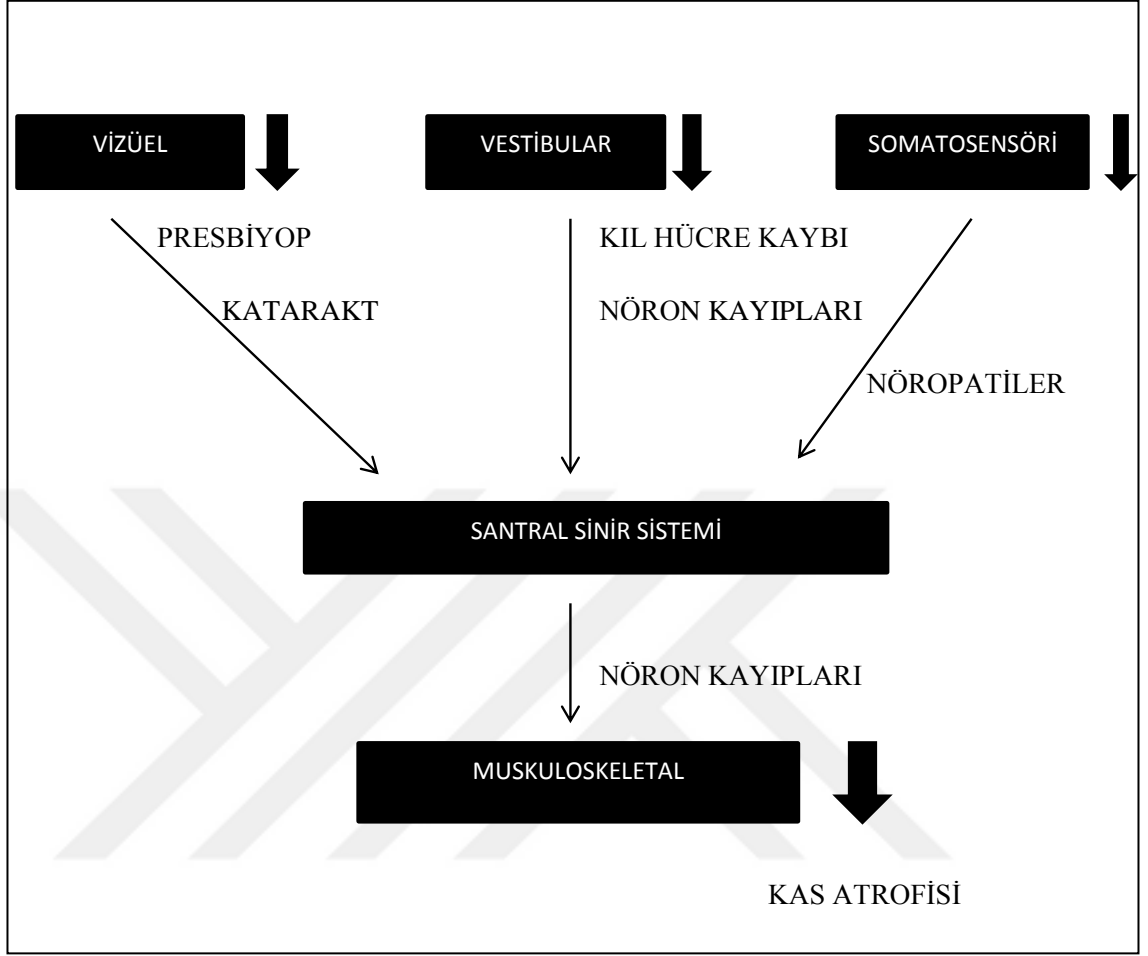 VİZÜEL
VESTİBULAR
SOMATOSENSÖRİ
PRESBİYOP
KIL HÜCRE KAYBI
KATARAKT
NÖRON KAYIPLARI
NÖROPATİLER
SANTRAL SİNİR SİSTEMİ
NÖRON KAYIPLARI
MUSKULOSKELETAL
KAS ATROFİSİ